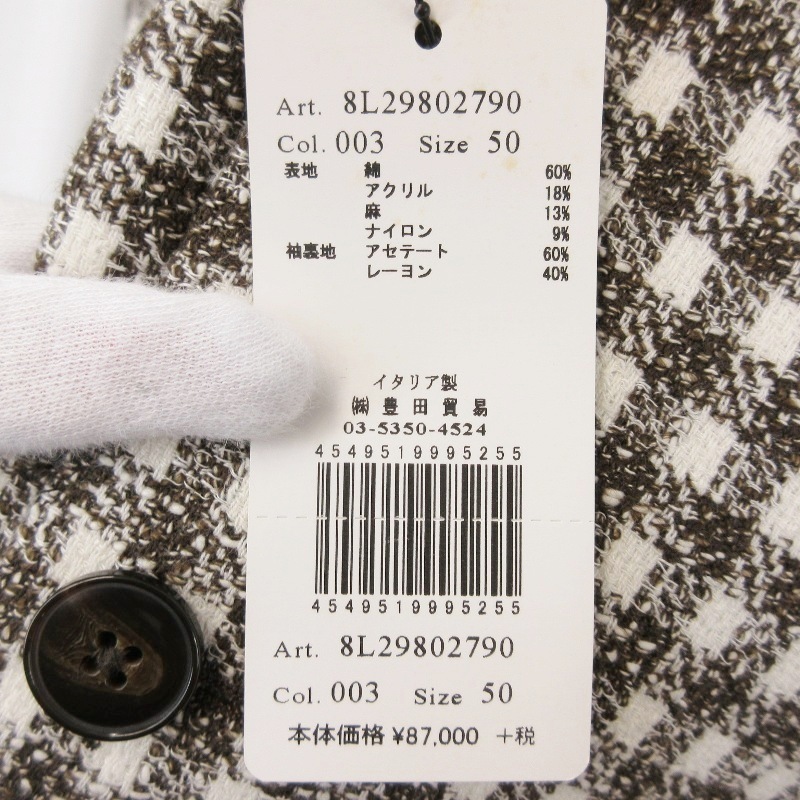 Art. 8L29802790
Col. 003 Size 50
表地 綿 60%
アクリル 18%
麻 13%
ナイロン 9%
袖裏地 アセテート 60%
レーヨン 40%
イタリア製
㈱ 豊田貿易
03-5350-4524
4549519995255
4549519995255
Art. 8L29802790
Col. 003 Size 50
本体価格 ¥87,000 +税